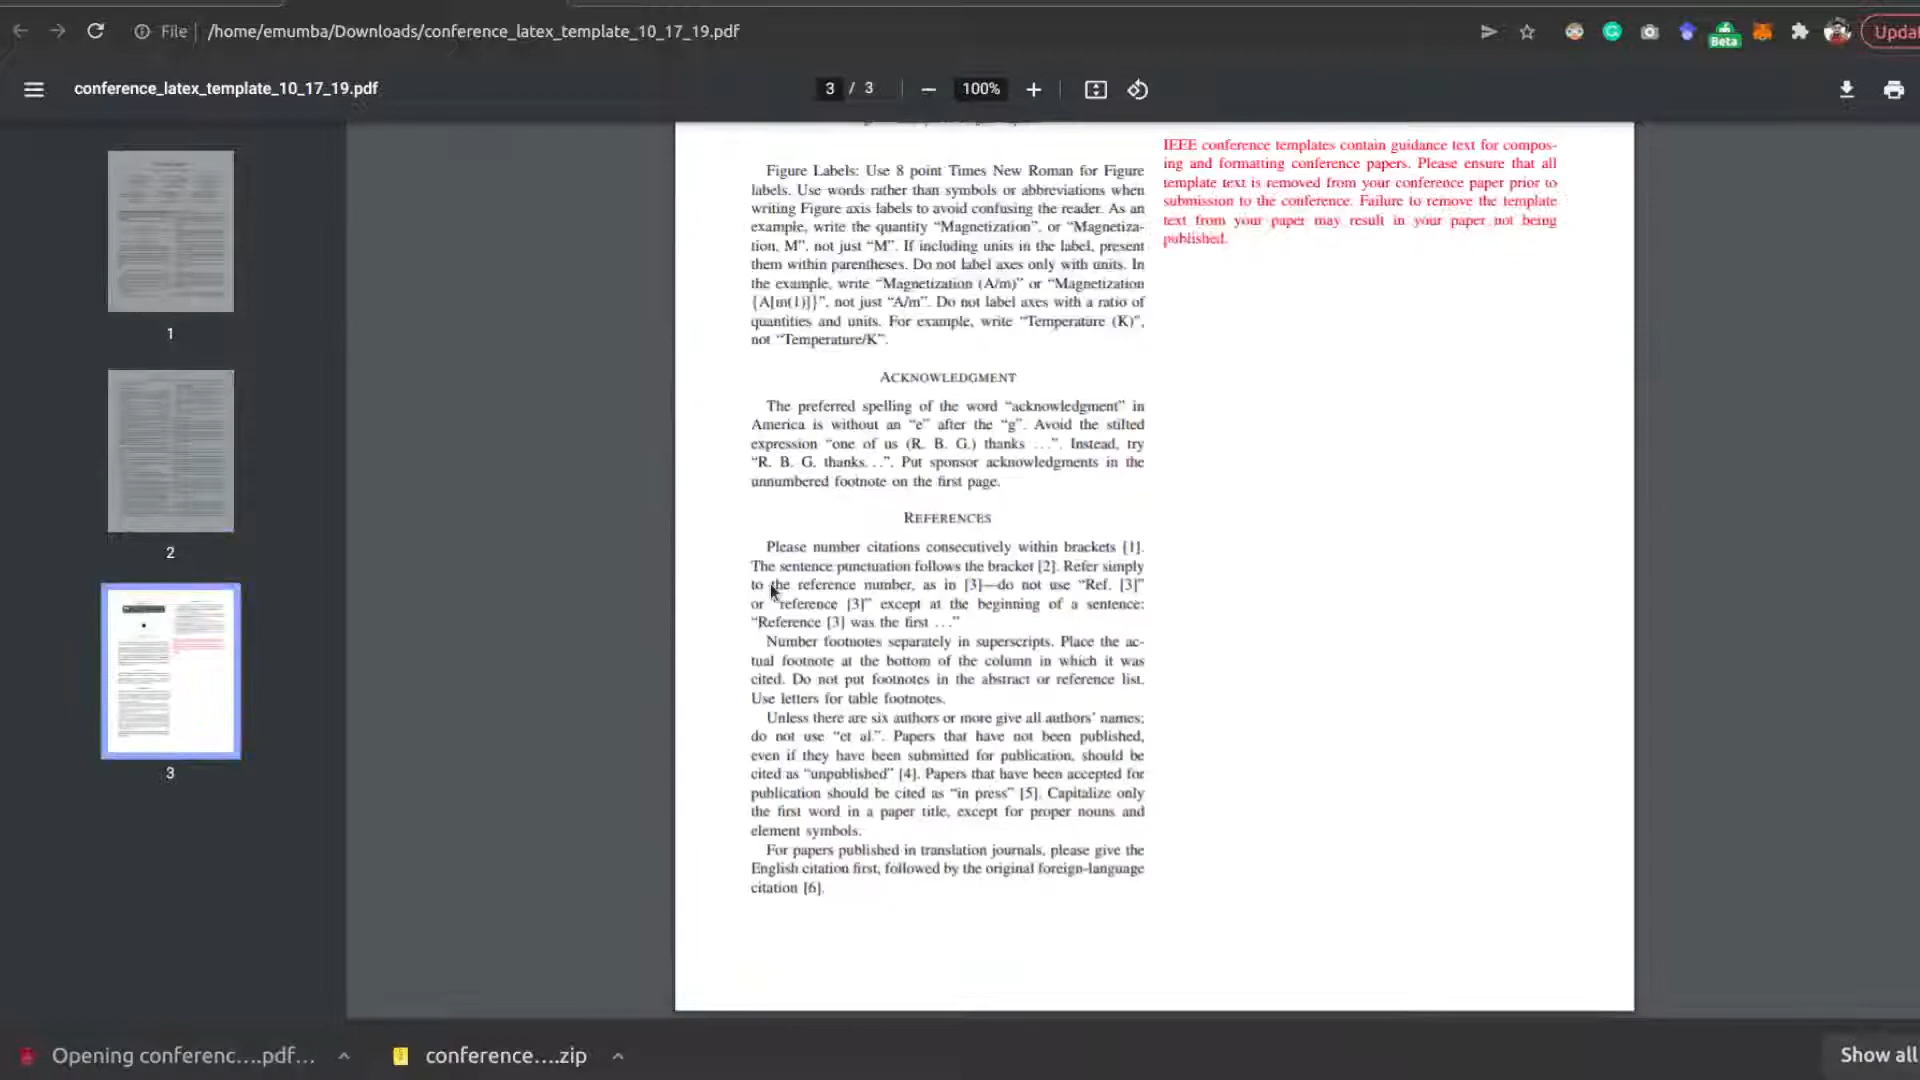 File
/home/emumba/Downloads/conference_latex_template_10_17_19.pdf
Beta
Updat
conference_latex_template_10_17_19.pdf
3 / 3
100%
1
2
3
Figure Labels: Use 8 point Times New Roman for Figure
labels. Use words rather than symbols or abbreviations when
writing Figure axis labels to avoid confusing the reader. As an
example, write the quantity “Magnetization”, or “Magnetiza-
tion, M”, not just “M”. If including units in the label, present
them within parentheses. Do not label axes only with units. In
the example, write “Magnetization (A/m)” or “Magnetization
{A[m(1)]}”, not just “A/m”. Do not label axes with a ratio of
quantities and units. For example, write “Temperature (K)”,
not “Temperature/K”.
ACKNOWLEDGMENT
The preferred spelling of the word “acknowledgment” in
America is without an “e” after the “g”. Avoid the stilted
expression “one of us (R. B. G.) thanks ...”. Instead, try
“R. B. G. thanks...”. Put sponsor acknowledgments in the
unnumbered footnote on the first page.
REFERENCES
Please number citations consecutively within brackets [1].
The sentence punctuation follows the bracket [2]. Refer simply
to the reference number, as in [3]—do not use “Ref. [3]”
or “reference [3]” except at the beginning of a sentence:
“Reference [3] was the first ...”
Number footnotes separately in superscripts. Place the ac-
tual footnote at the bottom of the column in which it was
cited. Do not put footnotes in the abstract or reference list.
Use letters for table footnotes.
Unless there are six authors or more give all authors’ names;
do not use “et al.”. Papers that have not been published,
even if they have been submitted for publication, should be
cited as “unpublished” [4]. Papers that have been accepted for
publication should be cited as “in press” [5]. Capitalize only
the first word in a paper title, except for proper nouns and
element symbols.
For papers published in translation journals, please give the
English citation first, followed by the original foreign-language
citation [6].
IEEE conference templates contain guidance text for compos-
ing and formatting conference papers. Please ensure that all
template text is removed from your conference paper prior to
submission to the conference. Failure to remove the template
text from your paper may result in your paper not being
published.
Opening conferenc....pdf...
conference....zip
Show all